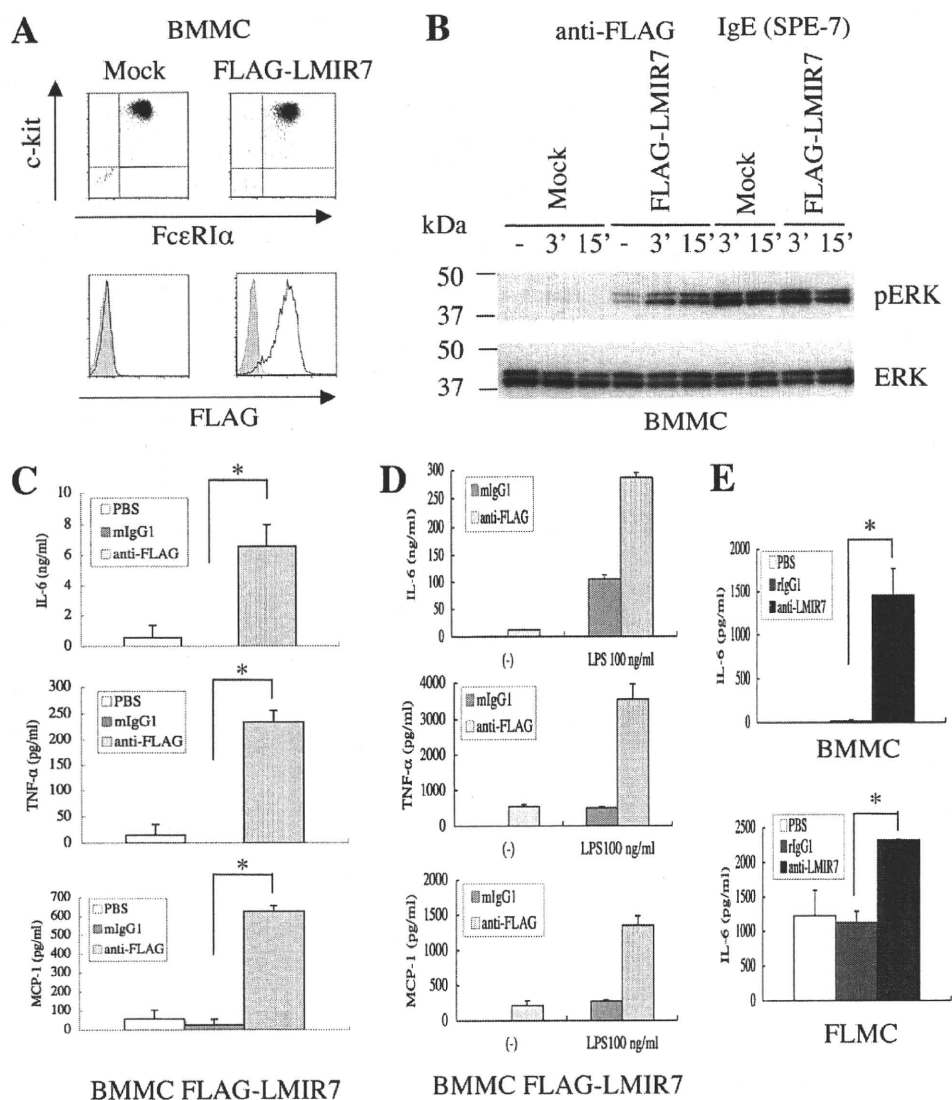 A
BMMC
Mock FLAG-LMIR7
c-kit
FcεRIα
FLAG
B
anti-FLAG IgE (SPE-7)
Mock FLAG-LMIR7 Mock FLAG-LMIR7
kDa
- 3' 15' - 3' 15' 3' 15' 3' 15'
50
37
pERK
50
37
ERK
BMMC
C
IL-6 (ng/ml)
10
8
6
4
2
0
PBS
mIgG1
anti-FLAG
*
TNF-α (pg/ml)
300
250
200
150
100
50
0
PBS
mIgG1
anti-FLAG
*
MCP-1 (pg/ml)
700
600
500
400
300
200
100
0
PBS
mIgG1
anti-FLAG
*
BMMC FLAG-LMIR7
D
IL-6 (ng/ml)
300
250
200
150
100
50
0
mIgG1
anti-FLAG
(-) LPS 100 ng/ml
TNF-α (pg/ml)
4000
3000
2000
1000
0
mIgG1
anti-FLAG
(-) LPS100 ng/ml
MCP-1 (pg/ml)
2000
1500
1000
500
0
mIgG1
anti-FLAG
(-) LPS100 ng/ml
BMMC FLAG-LMIR7
E
IL-6 (pg/ml)
2000
1500
1000
500
0
PBS
rIgG1
anti-LMIR7
*
BMMC
IL-6 (pg/ml)
2500
2000
1500
1000
500
0
PBS
rIgG1
anti-LMIR7
*
FLMC